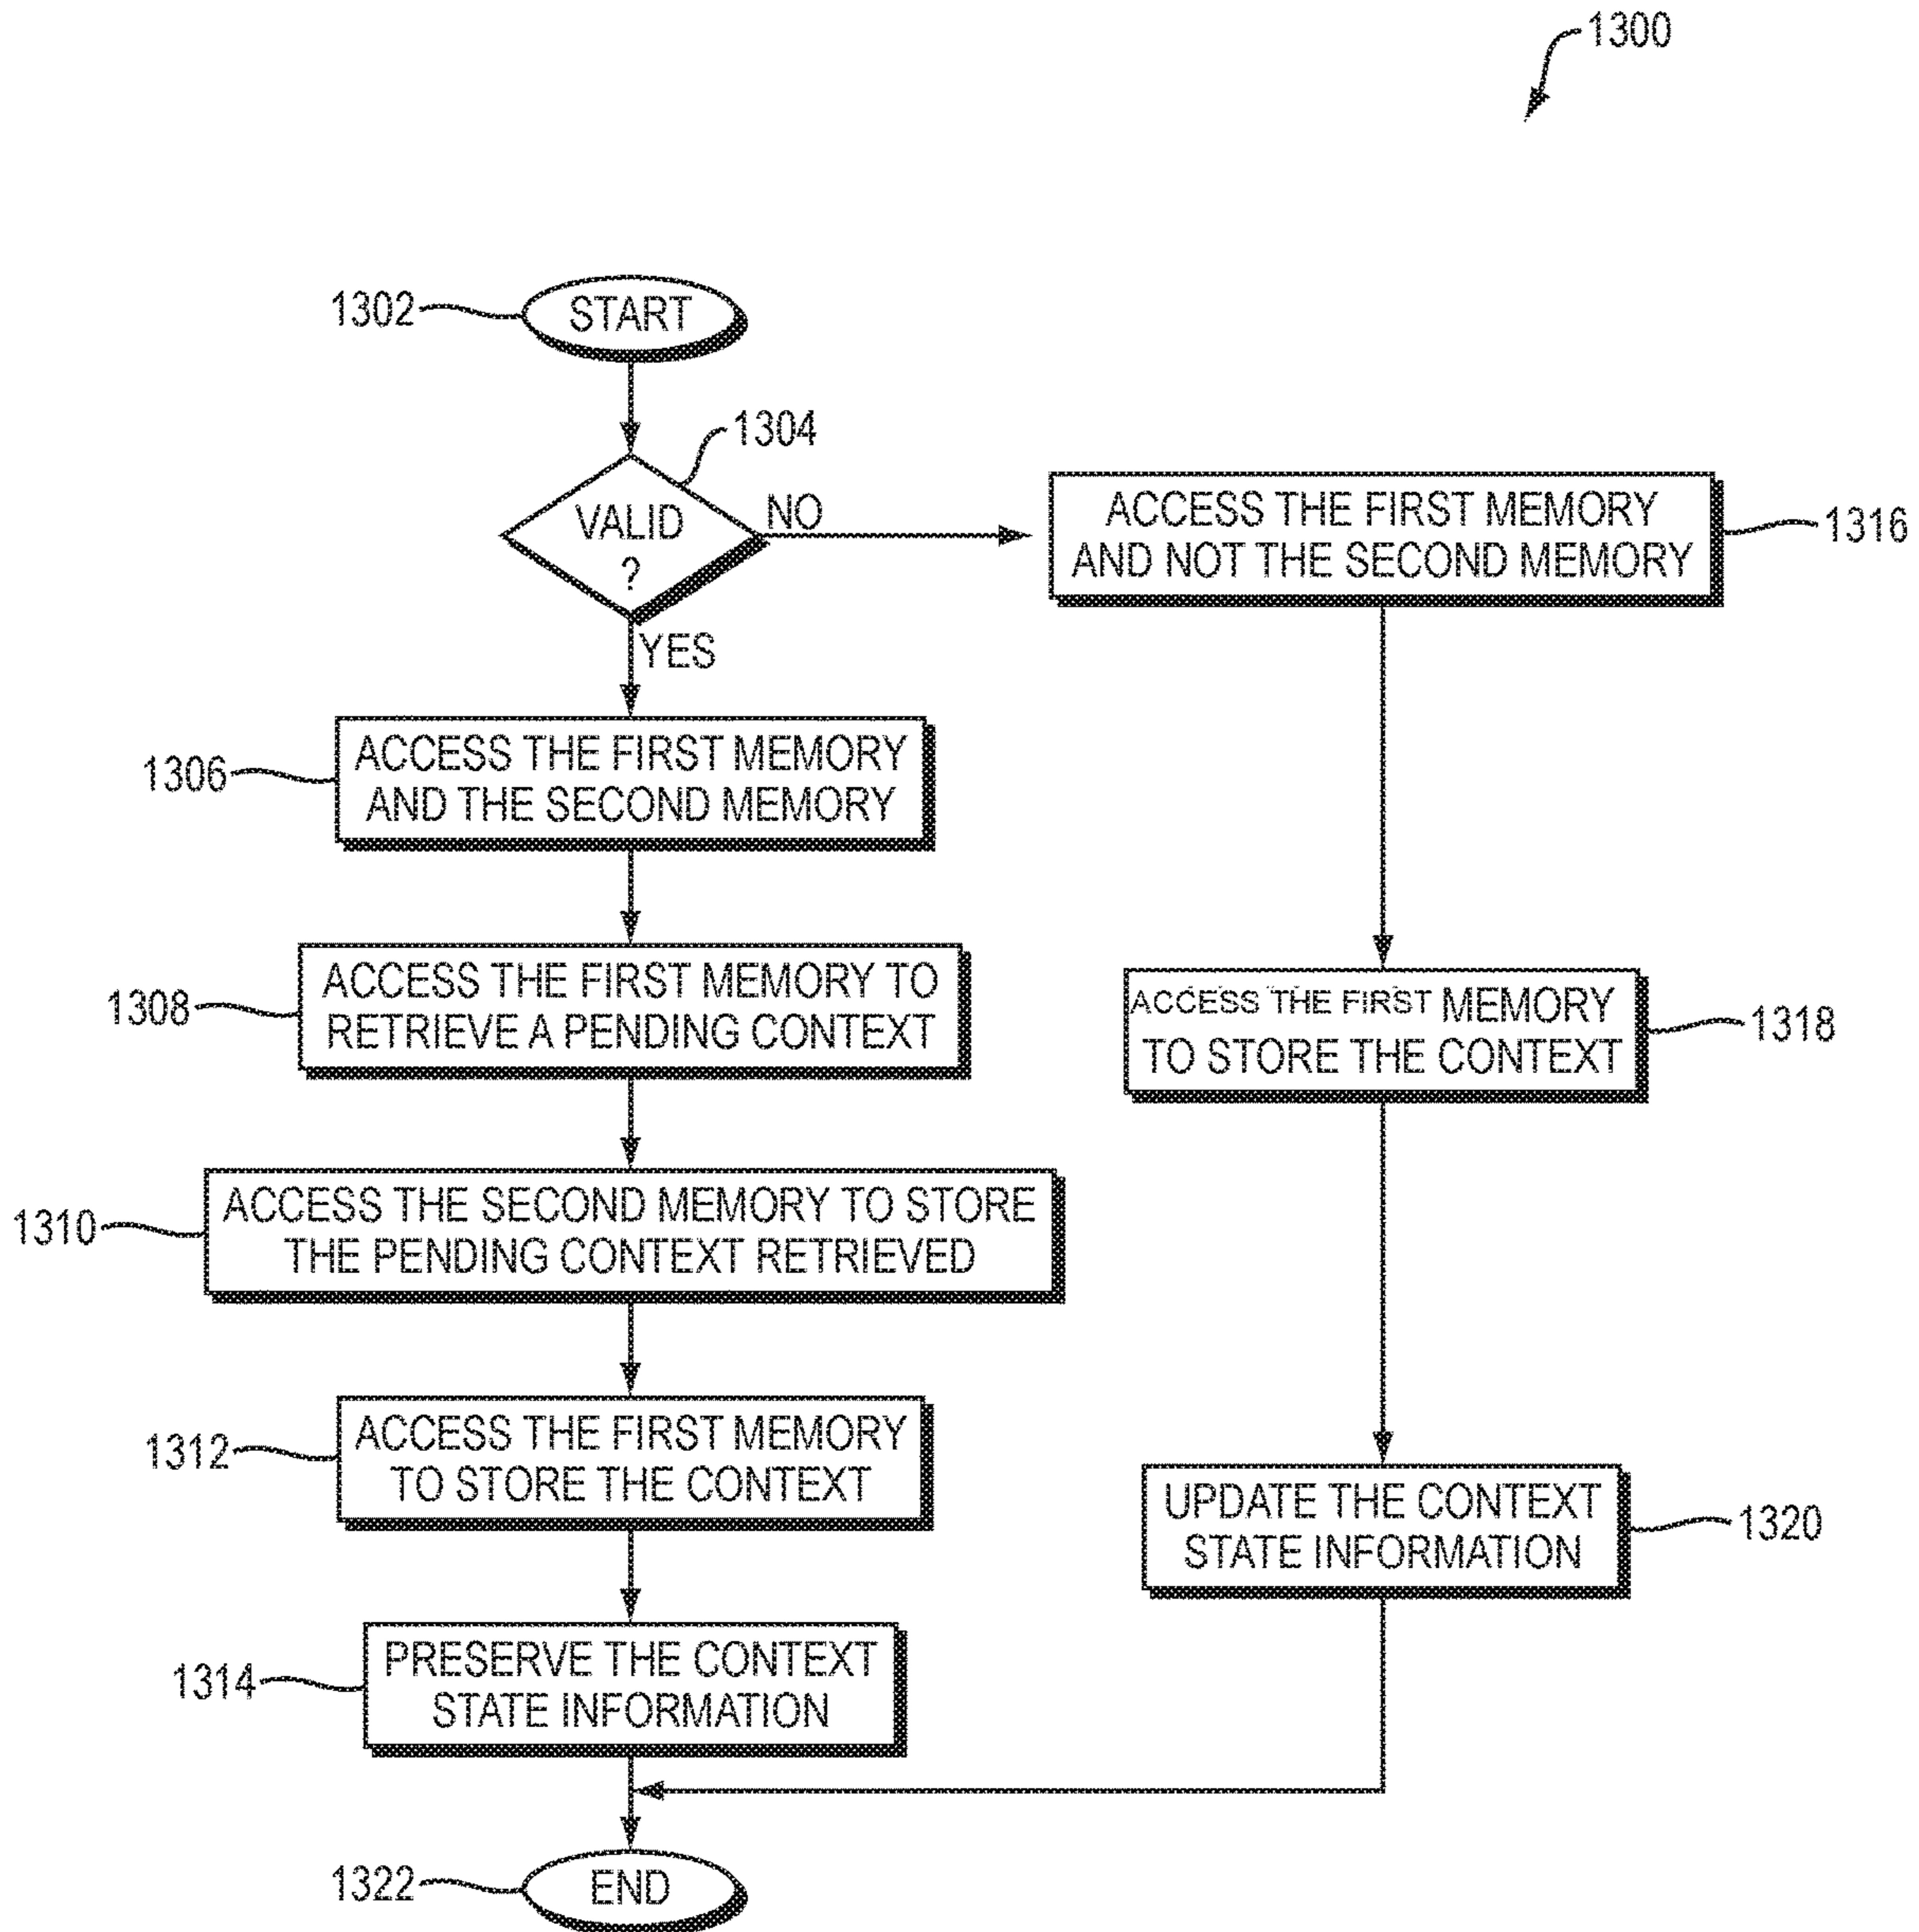 1300
1302
START
1304
VALID
?
NO
YES
ACCESS THE FIRST MEMORY
AND NOT THE SECOND MEMORY
1316
1306
ACCESS THE FIRST MEMORY
AND THE SECOND MEMORY
1308
ACCESS THE FIRST MEMORY TO
RETRIEVE A PENDING CONTEXT
ACCESS THE FIRST MEMORY
TO STORE THE CONTEXT
1318
1310
ACCESS THE SECOND MEMORY TO STORE
THE PENDING CONTEXT RETRIEVED
1312
ACCESS THE FIRST MEMORY
TO STORE THE CONTEXT
UPDATE THE CONTEXT
STATE INFORMATION
1320
1314
PRESERVE THE CONTEXT
STATE INFORMATION
1322
END